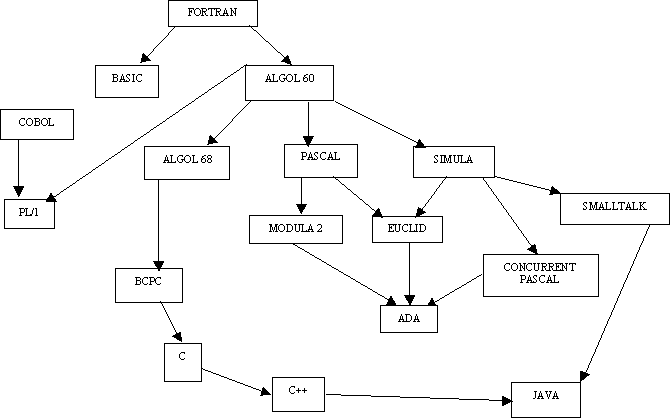 FORTRAN
BASIC
ALGOL 60
COBOL
ALGOL 68
PASCAL
SIMULA
PL/1
MODULA 2
EUCLID
SMALLTALK
BCPC
CONCURRENT
PASCAL
ADA
C
C++
JAVA